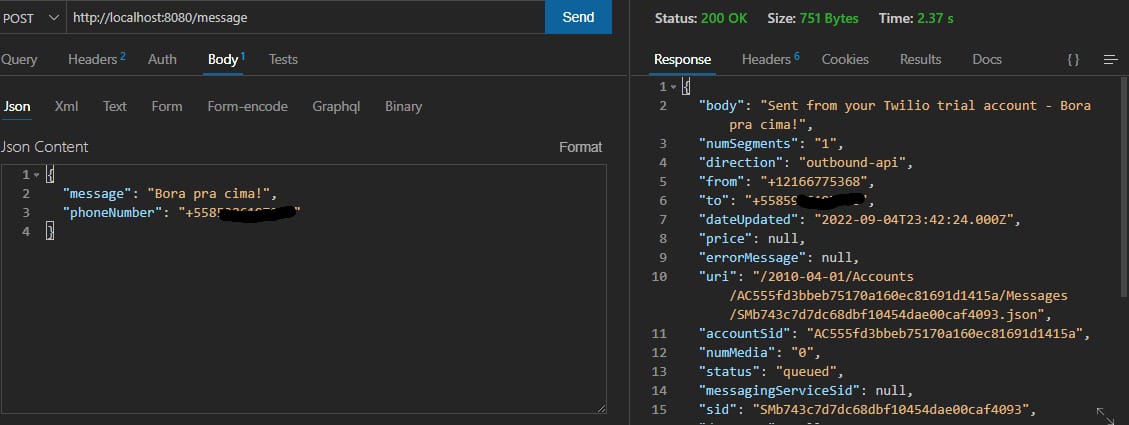 POST http://localhost:8080/message Send
Query Headers 2 Auth Body 1 Tests
Json Xml Text Form Form-encode Graphql Binary
Json Content Format
1 {
2 "message": "Bora pra cima!",
3 "phoneNumber": "+5585 "
4 }
Status: 200 OK Size: 751 Bytes Time: 2.37 s
Response Headers 6 Cookies Results Docs { }
1 {
2 "body": "Sent from your Twilio trial account - Bora
pra cima!",
3 "numSegments": "1",
4 "direction": "outbound-api",
5 "from": "+12166775368",
6 "to": "+55859 ",
7 "dateUpdated": "2022-09-04T23:42:24.000Z",
8 "price": null,
9 "errorMessage": null,
10 "uri": "/2010-04-01/Accounts
/AC555fd3bbeb75170a160ec81691d1415a/Messages
/SMb743c7d7dc68dbf10454dae00caf4093.json",
11 "accountSid": "AC555fd3bbeb75170a160ec81691d1415a",
12 "numMedia": "0",
13 "status": "queued",
14 "messagingServiceSid": null,
15 "sid": "SMb743c7d7dc68dbf10454dae00caf4093",